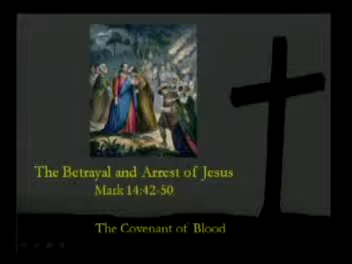 The Betrayal and Arrest of Jesus
Mark 14:42-50
The Covenant of Blood